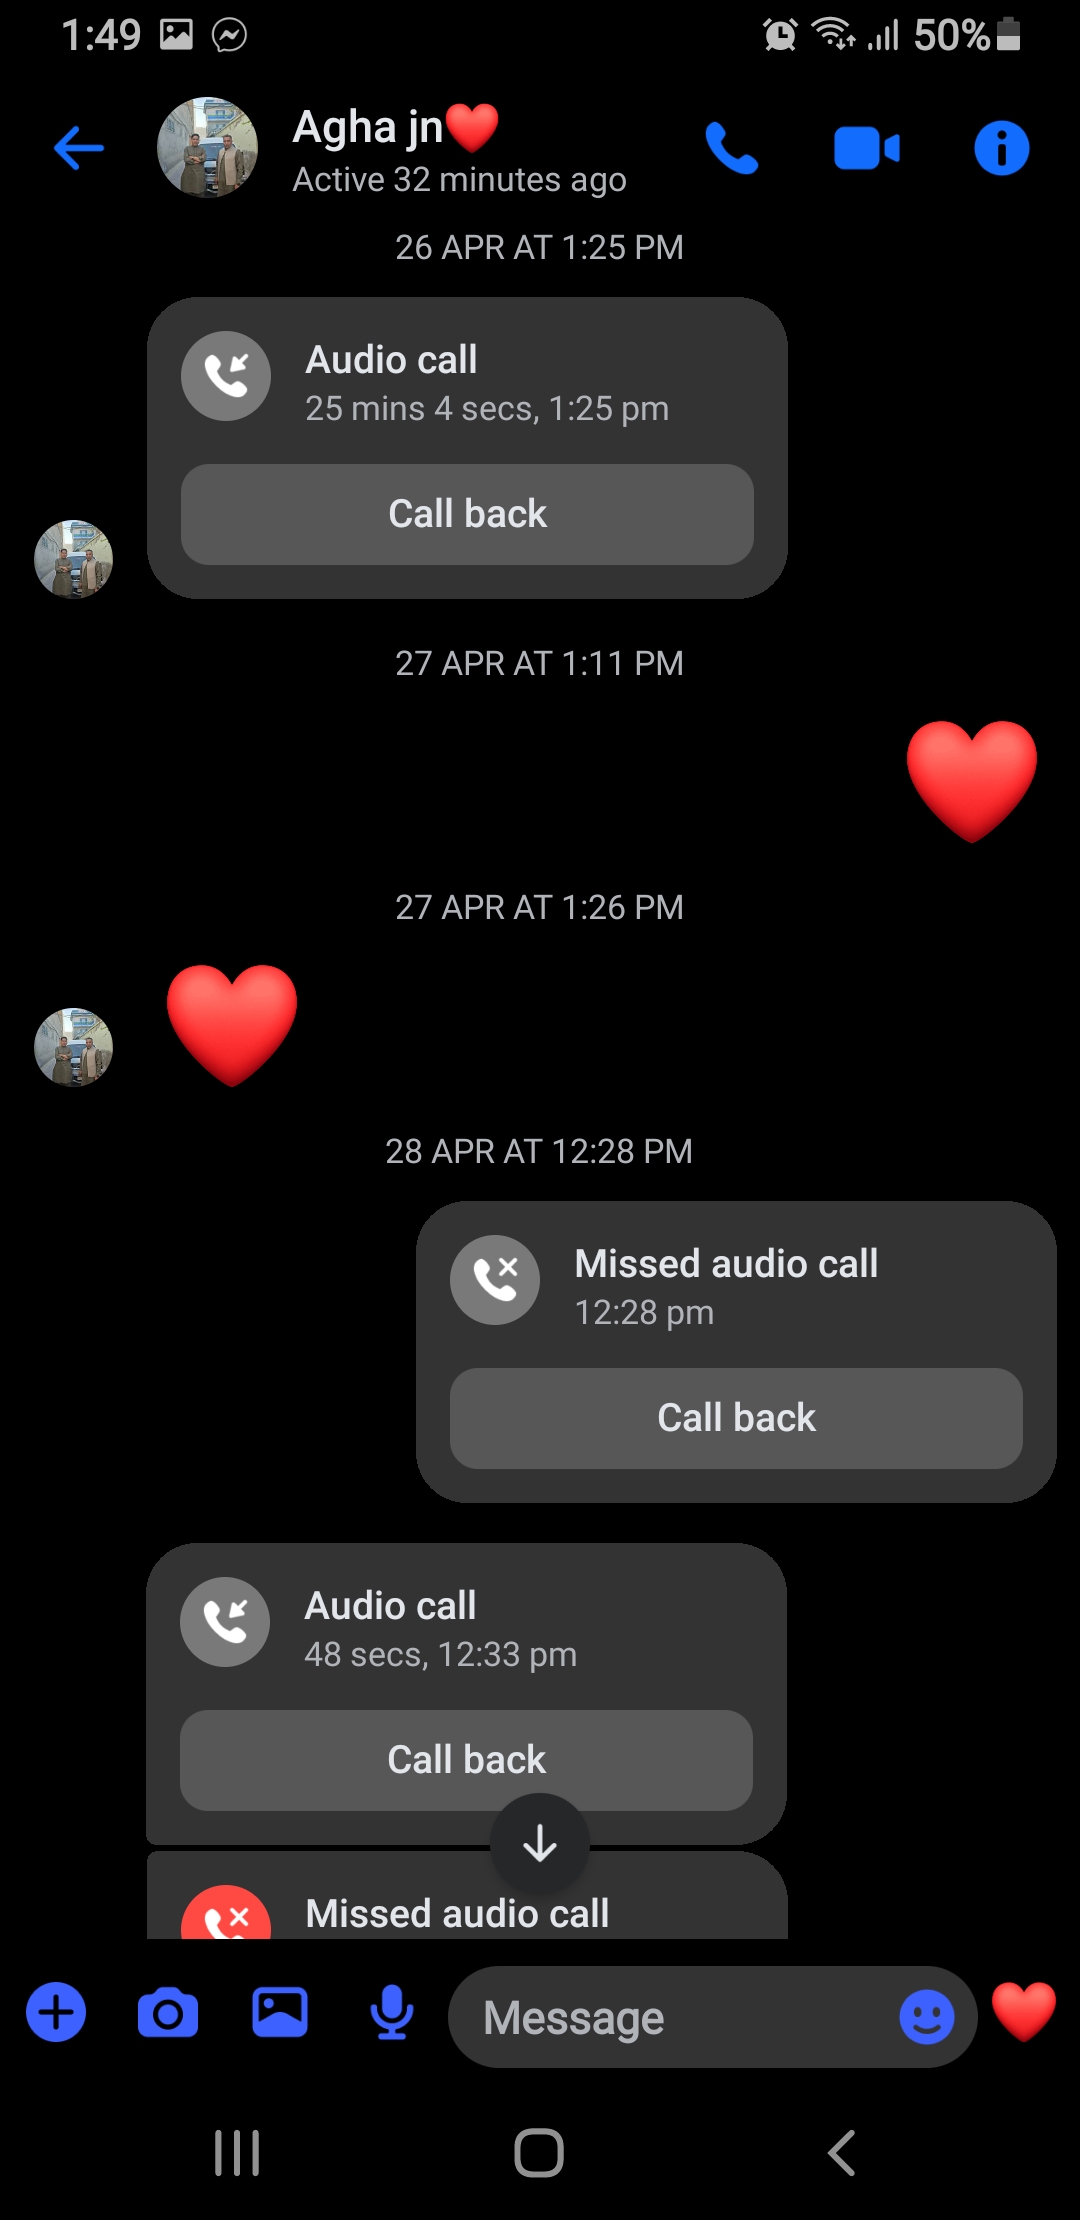 1:49 50%
Agha jn❤️
Active 32 minutes ago
26 APR AT 1:25 PM
Audio call
25 mins 4 secs, 1:25 pm
Call back
27 APR AT 1:11 PM
27 APR AT 1:26 PM
28 APR AT 12:28 PM
Missed audio call
12:28 pm
Call back
Audio call
48 secs, 12:33 pm
Call back
Missed audio call
Message